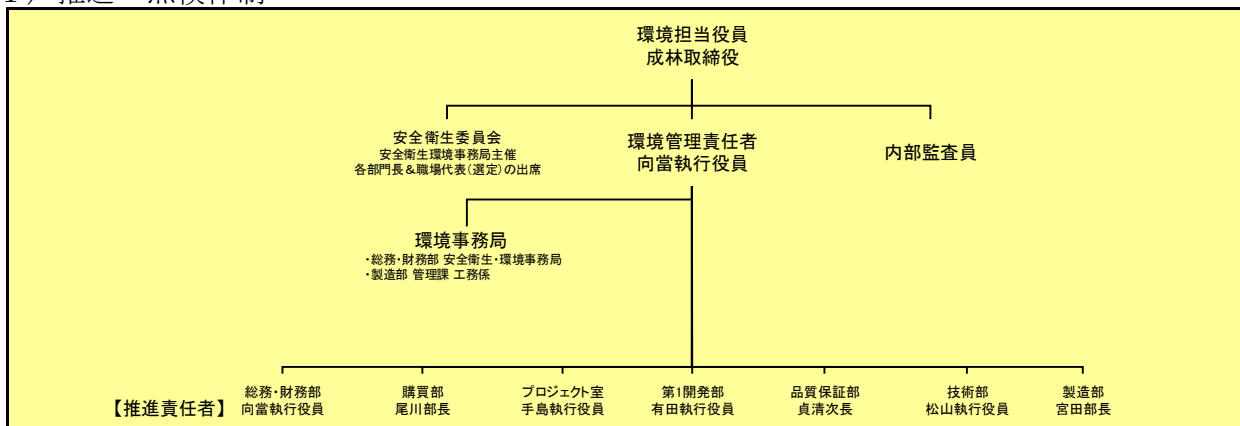 環境担当役員
成林取締役
安全衛生委員会
安全衛生環境事務局主催
各部門長＆職場代表(選定)の出席
環境管理責任者
向當執行役員
内部監査員
環境事務局
・総務・財務部 安全衛生・環境事務局
・製造部 管理課 工務係
【推進責任者】
総務・財務部
向當執行役員
購買部
尾川部長
プロジェクト室
手島執行役員
第1開発部
有田執行役員
品質保証部
貞清次長
技術部
松山執行役員
製造部
宮田部長